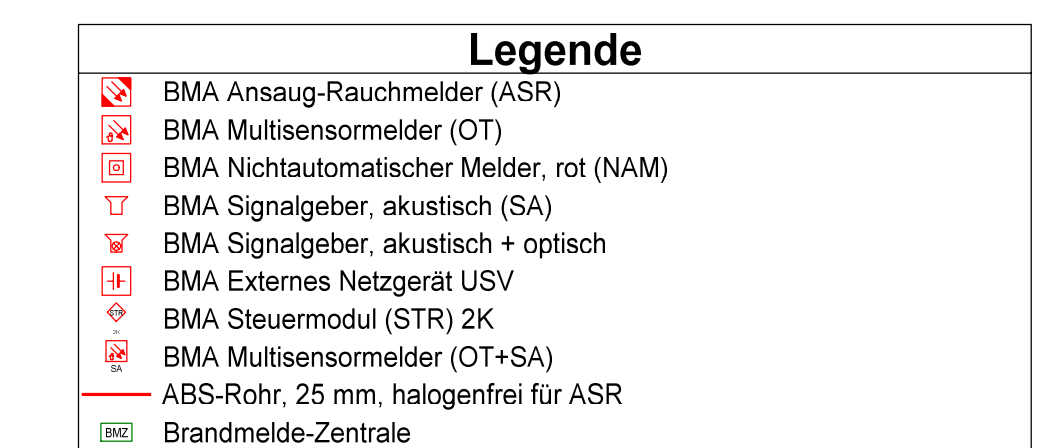 Legende
BMA Ansaug-Rauchmelder (ASR)
BMA Multisensormelder (OT)
BMA Nichtautomatischer Melder, rot (NAM)
BMA Signalgeber, akustisch (SA)
BMA Signalgeber, akustisch + optisch
BMA Externes Netzgerät USV
STR BMA Steuermodul (STR) 2K
2K
BMA Multisensormelder (OT+SA)
SA
ABS-Rohr, 25 mm, halogenfrei für ASR
BMZ Brandmelde-Zentrale